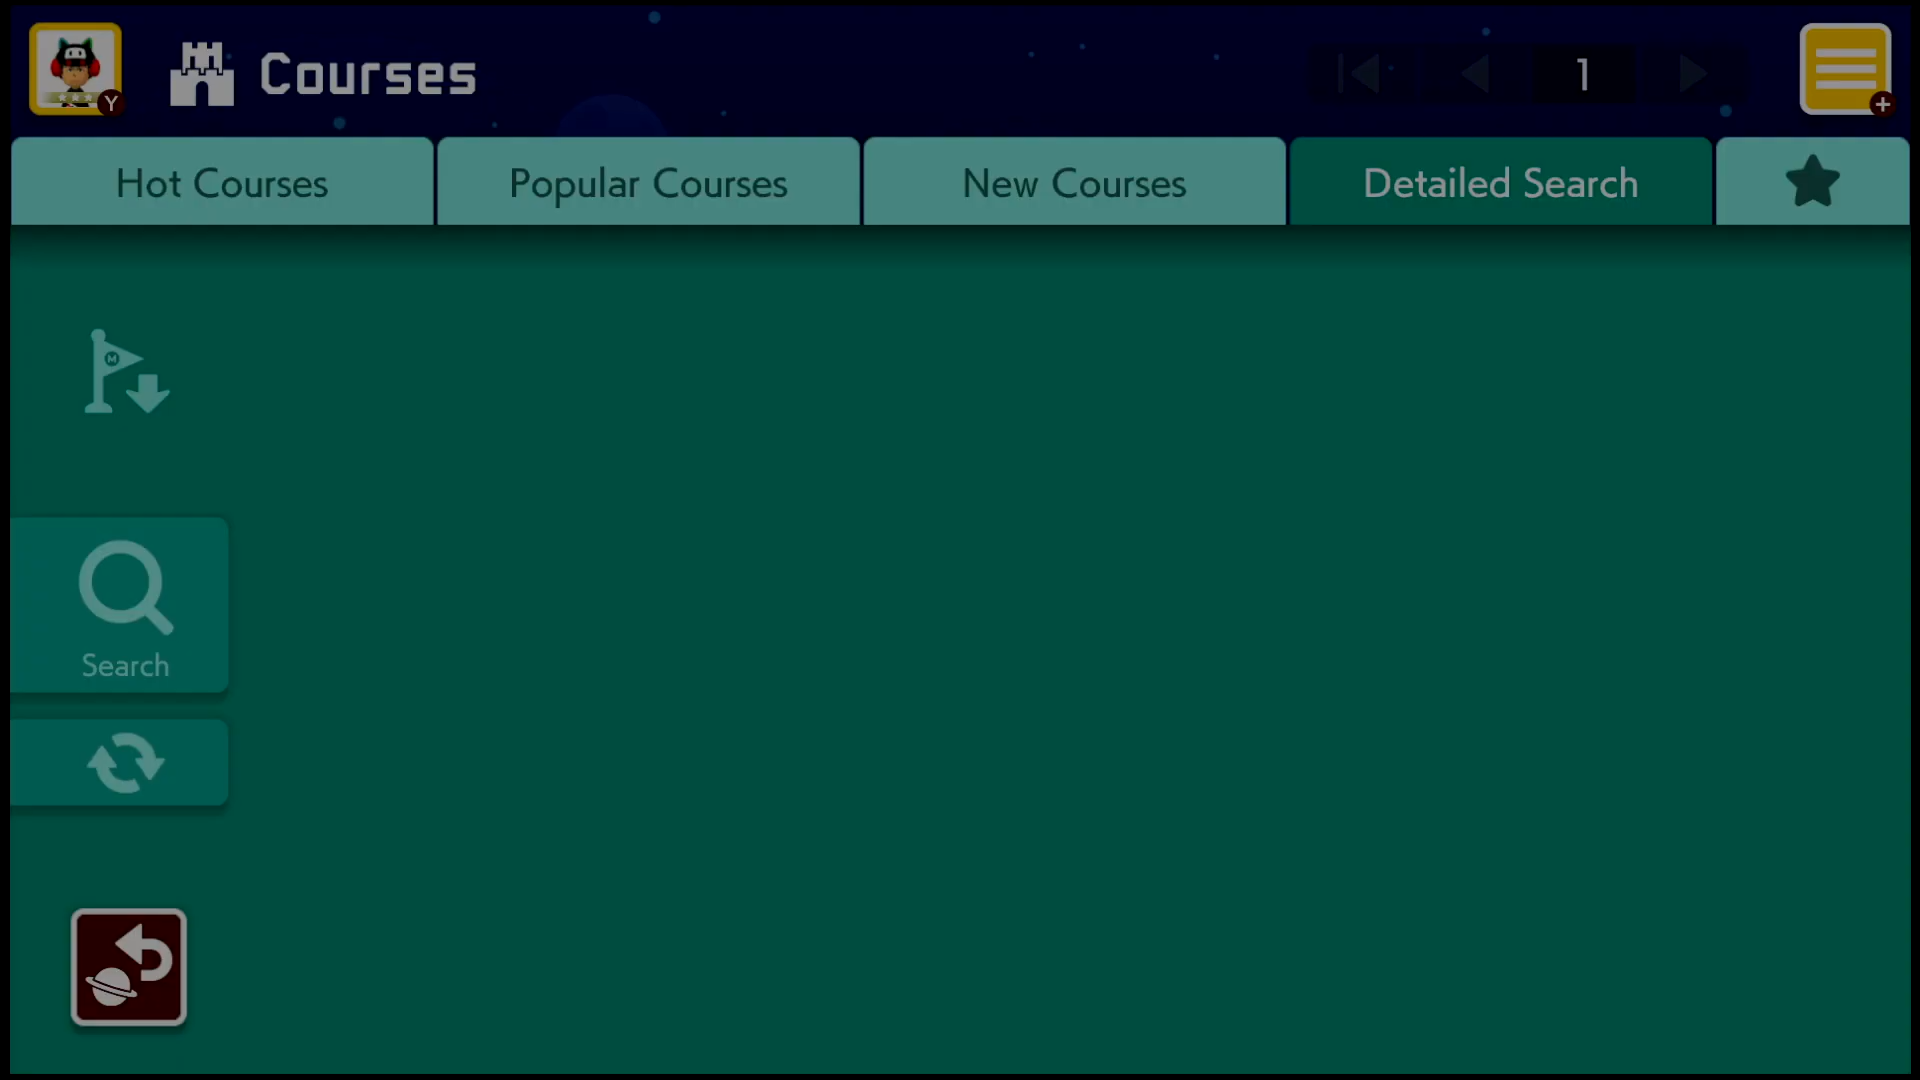 Courses
1
Y
+
Hot Courses
Popular Courses
New Courses
Detailed Search
M
Search